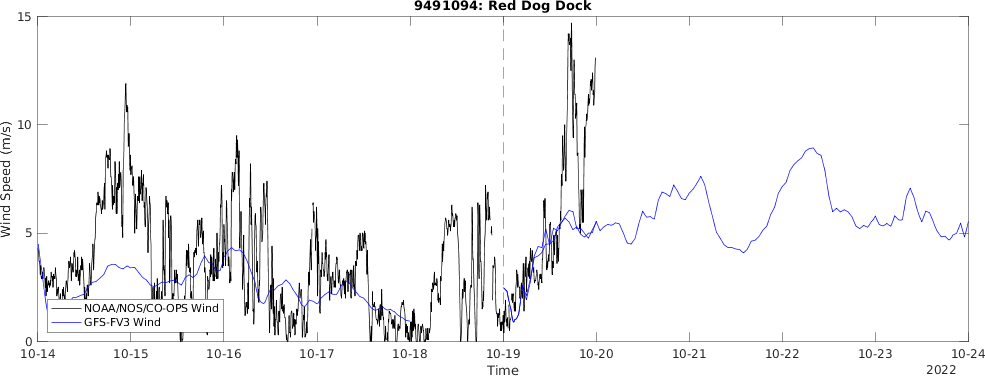 9491094: Red Dog Dock
Wind Speed (m/s)
15
10
5
0
NOAA/NOS/CO-OPS Wind
GFS-FV3 Wind
10-14 10-15 10-16 10-17 10-18 10-19 10-20 10-21 10-22 10-23 10-24
Time
2022